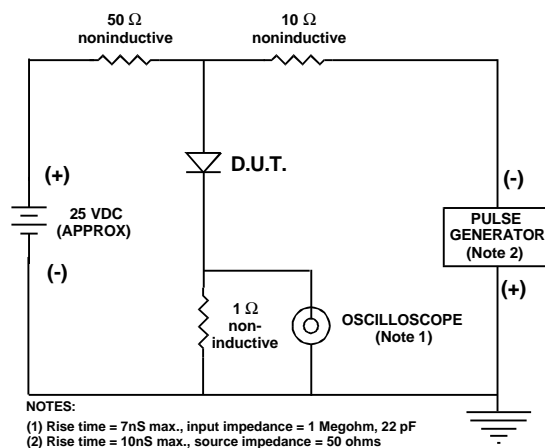 50 Ω
noninductive
10 Ω
noninductive
D.U.T.
(+)
25 VDC
(APPROX)
(-)
(-)
PULSE
GENERATOR
(Note 2)
(+)
1 Ω
non-
inductive
OSCILLOSCOPE
(Note 1)
NOTES:
(1) Rise time = 7nS max., input impedance = 1 Megohm, 22 pF
(2) Rise time = 10nS max., source impedance = 50 ohms